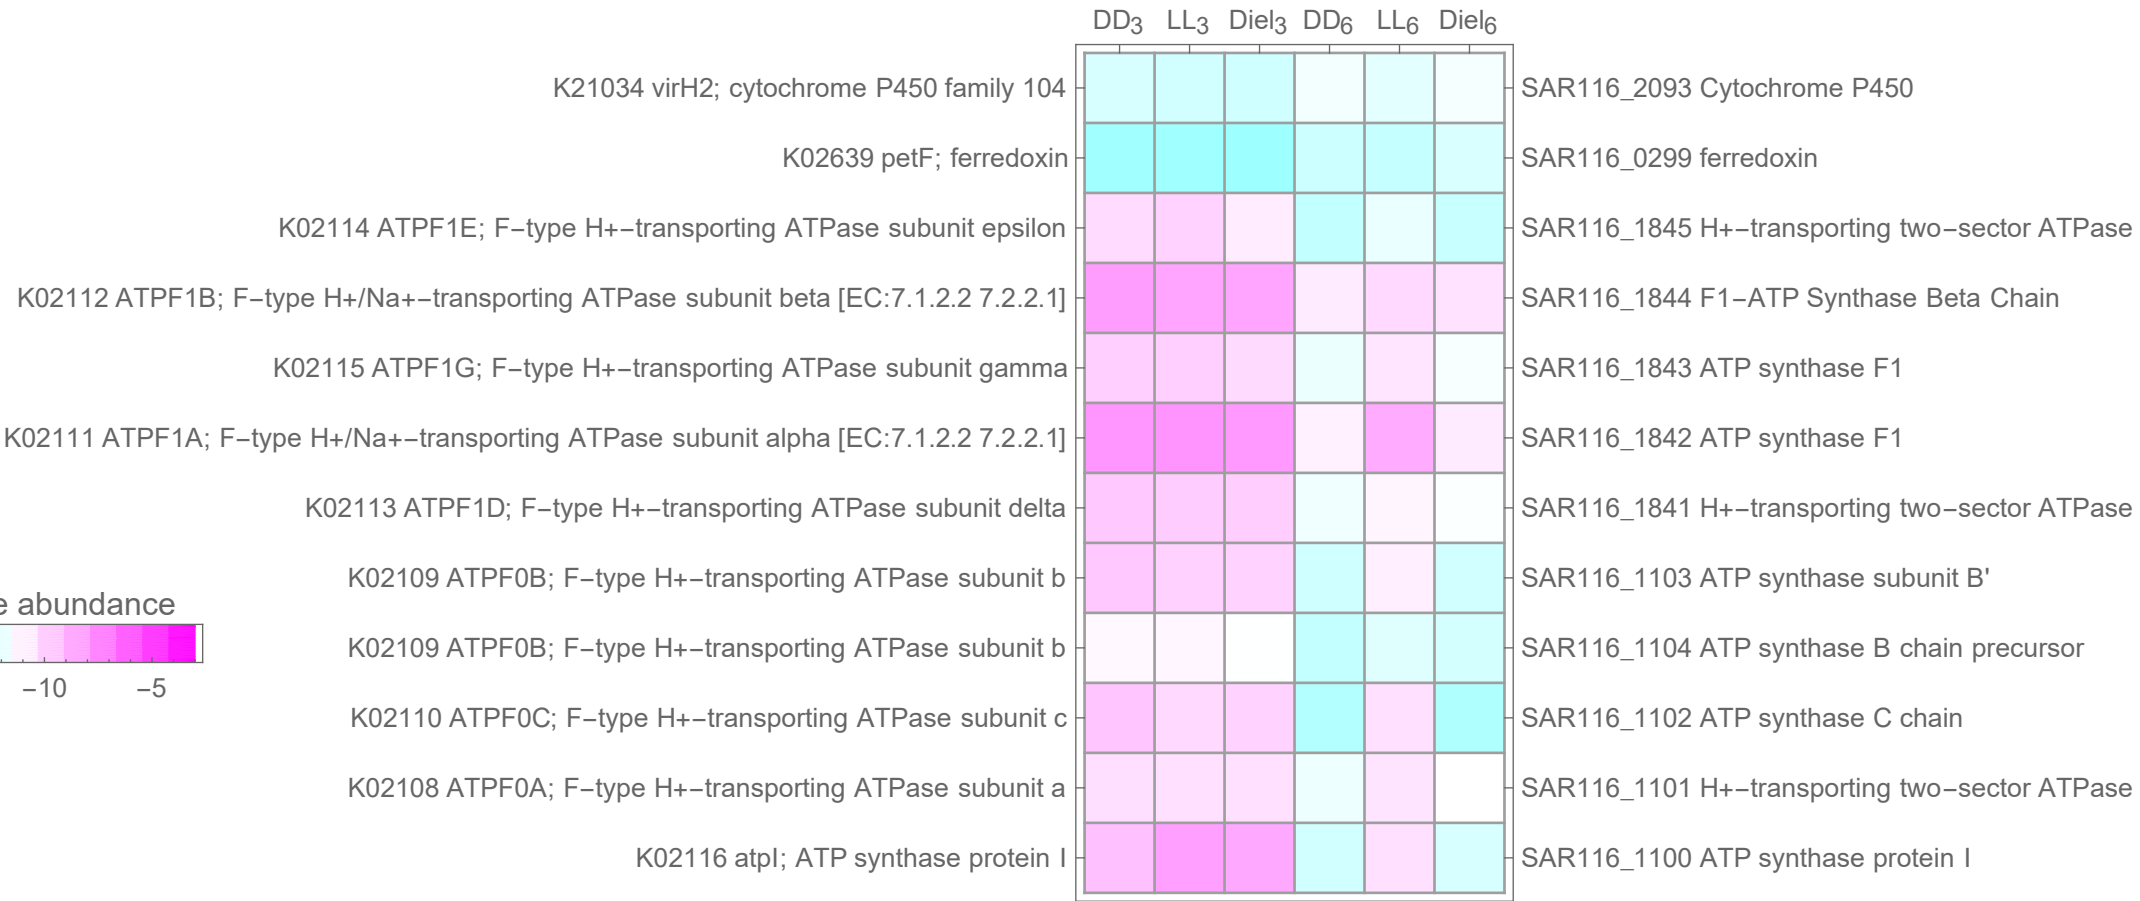 DD3 LL3 Diel3 DD6 LL6 Diel6
K21034 virH2; cytochrome P450 family 104 SAR116_2093 Cytochrome P450
K02639 petF; ferredoxin SAR116_0299 ferredoxin
K02114 ATPF1E; F−type H+−transporting ATPase subunit epsilon SAR116_1845 H+−transporting two−sector ATPase
K02112 ATPF1B; F−type H+/Na+−transporting ATPase subunit beta [EC:7.1.2.2 7.2.2.1] SAR116_1844 F1−ATP Synthase Beta Chain
K02115 ATPF1G; F−type H+−transporting ATPase subunit gamma SAR116_1843 ATP synthase F1
K02111 ATPF1A; F−type H+/Na+−transporting ATPase subunit alpha [EC:7.1.2.2 7.2.2.1] SAR116_1842 ATP synthase F1
K02113 ATPF1D; F−type H+−transporting ATPase subunit delta SAR116_1841 H+−transporting two−sector ATPase
K02109 ATPF0B; F−type H+−transporting ATPase subunit b SAR116_1103 ATP synthase subunit B'
e abundance
K02109 ATPF0B; F−type H+−transporting ATPase subunit b SAR116_1104 ATP synthase B chain precursor
−10 −5
K02110 ATPF0C; F−type H+−transporting ATPase subunit c SAR116_1102 ATP synthase C chain
K02108 ATPF0A; F−type H+−transporting ATPase subunit a SAR116_1101 H+−transporting two−sector ATPase
K02116 atpI; ATP synthase protein I SAR116_1100 ATP synthase protein I